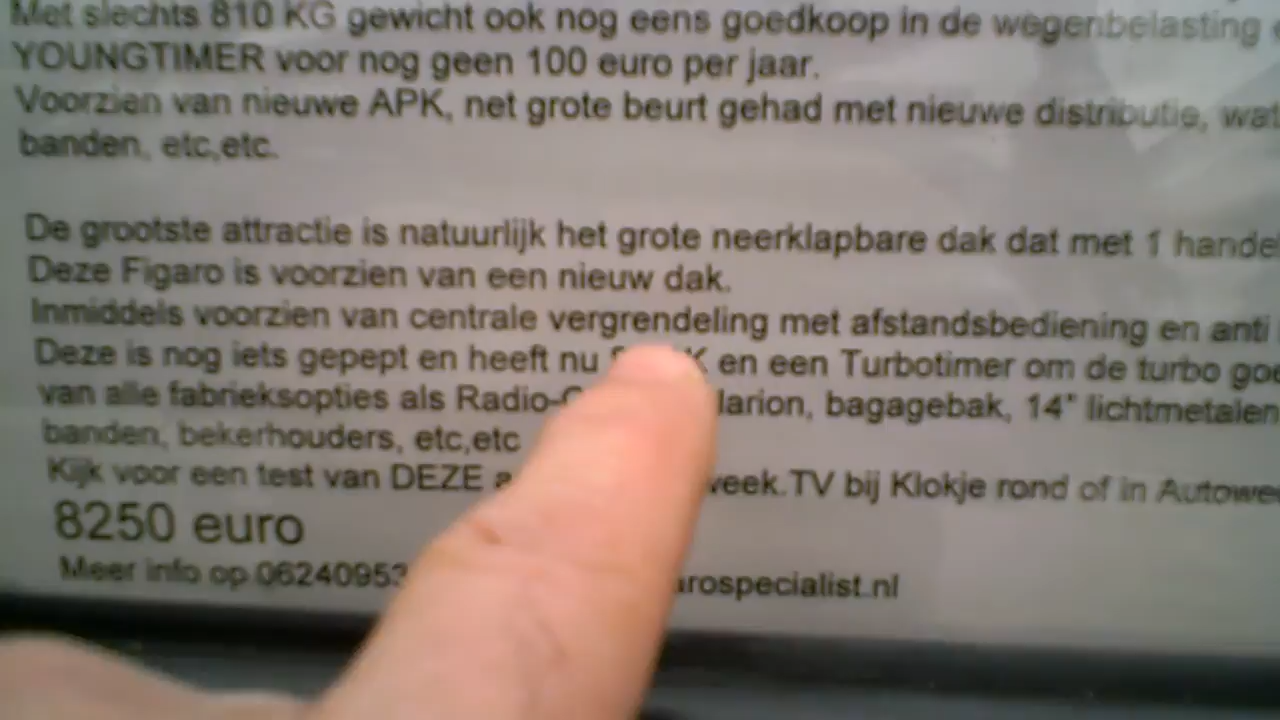 Met slechts 810 KG gewicht ook nog eens goedkoop in de wegenbelasting
YOUNGTIMER voor nog geen 100 euro per jaar.
Voorzien van nieuwe APK, net grote beurt gehad met nieuwe distributie,
banden, etc,etc.
De grootste attractie is natuurlijk het grote neerklapbare dak dat met 1
Deze Figaro is voorzien van een nieuw dak.
Inmiddels voorzien van centrale vergrendeling met afstandsbediening en anti
Deze is nog iets gepept en heeft nu en een Turbotimer om de turbo
van alle fabrieksopties als bagagebak, 14" lichtmetalen
banden, bekerhouders, etc,etc
Kijk voor een test van DEZE bij Klokje rond of in
8250 euro
Meer info op